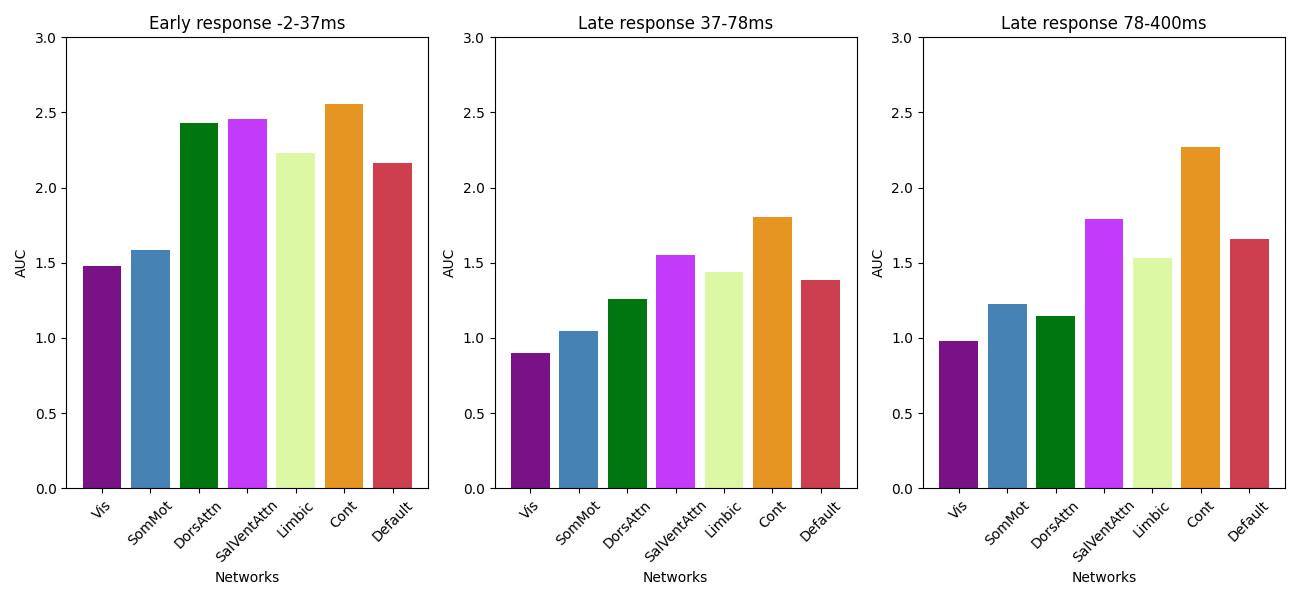 Early response -2-37ms
3.0
2.5
2.0
1.5
1.0
0.5
0.0
AUC
Vis
SomMot
DorsAttn
SalVentAttn
Limbic
Cont
Default
Networks
Late response 37-78ms
3.0
2.5
2.0
1.5
1.0
0.5
0.0
AUC
Vis
SomMot
DorsAttn
SalVentAttn
Limbic
Cont
Default
Networks
Late response 78-400ms
3.0
2.5
2.0
1.5
1.0
0.5
0.0
AUC
Vis
SomMot
DorsAttn
SalVentAttn
Limbic
Cont
Default
Networks